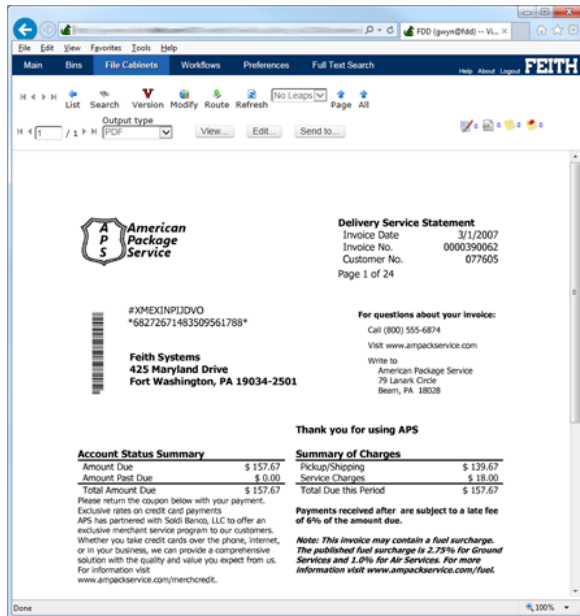 FDD (gwyn@fdd) -- Vi...
File Edit View Favorites Tools Help
Main Bins File Cabinets Workflows Preferences Full Text Search Help About Logout FEITH
List Search Version Modify Route Refresh No Leaps Page All
Output type
1 / 1 PDF View... Edit... Send to...
APS American
Package
Service
Delivery Service Statement
Invoice Date 3/1/2007
Invoice No. 0000390062
Customer No. 077605
Page 1 of 24
#XMEXINPIJDVO
*68272671483509561788*
Feith Systems
425 Maryland Drive
Fort Washington, PA 19034-2501
For questions about your invoice:
Call (800) 555-6874
Visit www.ampackservice.com
Write to
American Package Service
79 Lanark Circle
Beam, PA 18028
Thank you for using APS
Account Status Summary
Amount Due $ 157.67
Amount Past Due $ 0.00
Total Amount Due $ 157.67
Please return the coupon below with your payment.
Exclusive rates on credit card payments
APS has partnered with Soldi Banco, LLC to offer an
exclusive merchant service program to our customers.
Whether you take credit cards over the phone, internet,
or in your business, we can provide a comprehensive
solution with the quality and value you expect from us.
For information visit
www.ampackservice.com/merchcredit.
Summary of Charges
Pickup/Shipping $ 139.67
Service Charges $ 18.00
Total Due this Period $ 157.67
Payments received after are subject to a late fee
of 6% of the amount due.
Note: This invoice may contain a fuel surcharge.
The published fuel surcharge is 2.75% for Ground
Services and 1.0% for Air Services. For more
information visit www.ampackservice.com/fuel.
Done 100%